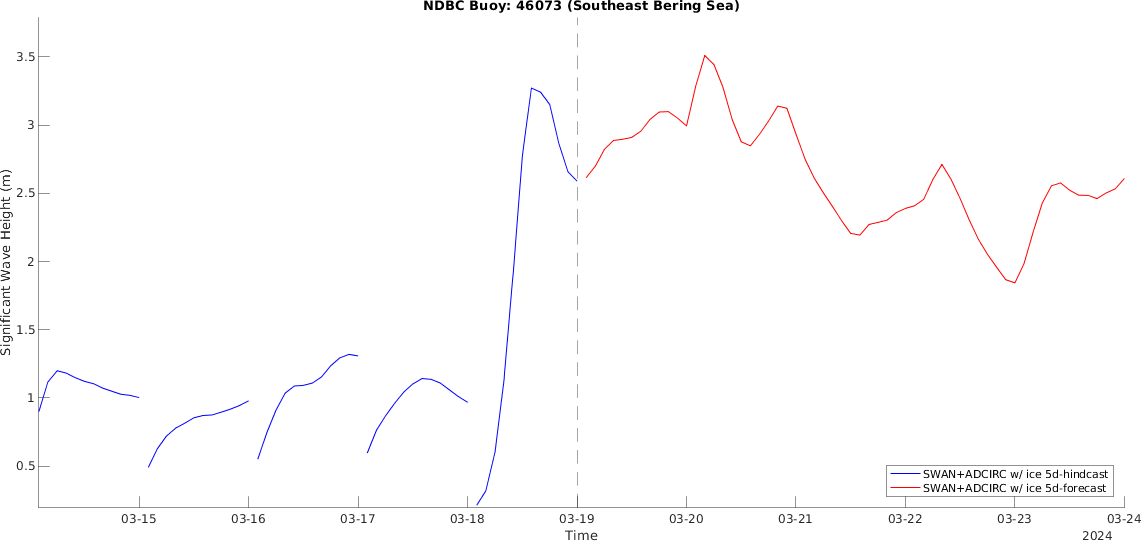 NDBC Buoy: 46073 (Southeast Bering Sea)
Significant Wave Height (m)
3.5
3
2.5
2
1.5
1
0.5
SWAN+ADCIRC w/ ice 5d-hindcast
SWAN+ADCIRC w/ ice 5d-forecast
03-15 03-16 03-17 03-18 03-19 03-20 03-21 03-22 03-23 03-24
Time
2024